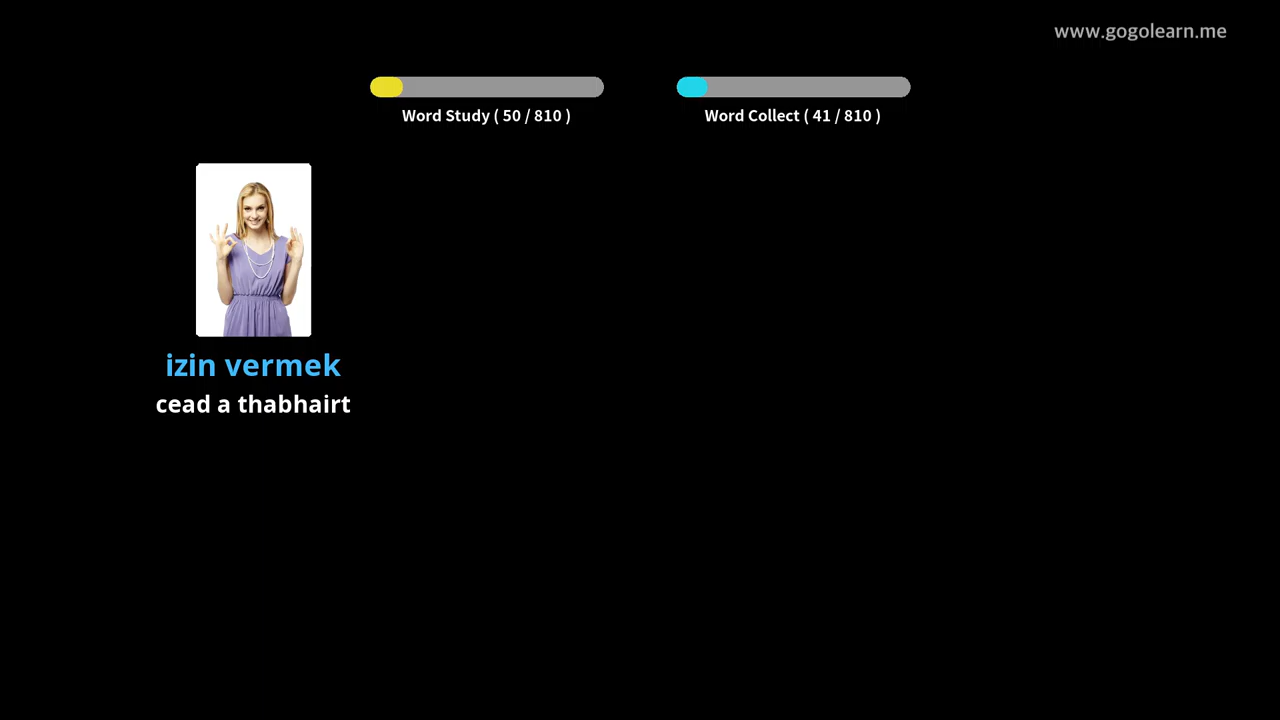 www.gogolearn.me
Word Study ( 50 / 810 )
Word Collect ( 41 / 810 )
izin vermek
cead a thabhairt